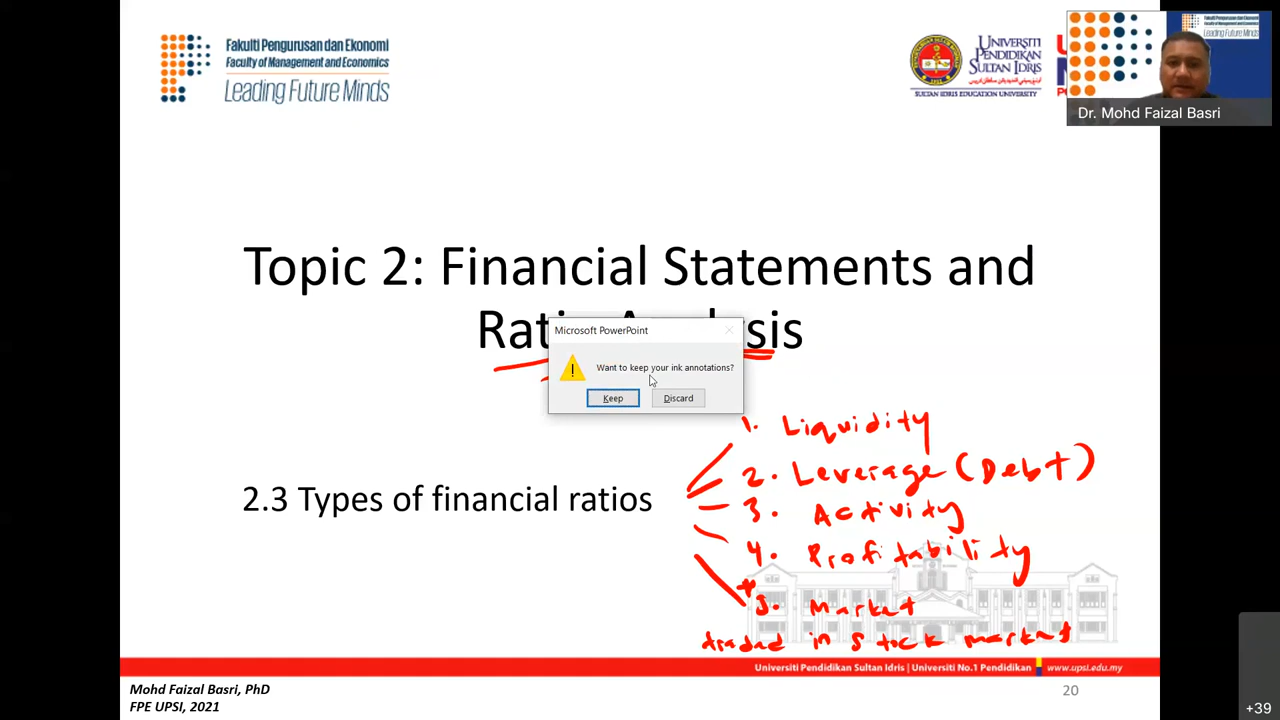 Fakulti Pengurusan dan Ekonomi
Faculty of Management and Economics
Leading Future Minds
UNIVERSITI
PENDIDIKAN
SULTAN IDRIS
SULTAN IDRIS EDUCATION UNIVERSITY
Dr. Mohd Faizal Basri
Topic 2: Financial Statements and
Microsoft PowerPoint
Want to keep your ink annotations?
Keep
Discard
1. Liquidity
2. Leverage (Debt)
2.3 Types of financial ratios
3. Activity
4. Profitability
*5. Market
traded in stock market
Universiti Pendidikan Sultan Idris | Universiti No.1 Pendidikan
www.upsi.edu.my
Mohd Faizal Basri, PhD
20
FPE UPSI, 2021
+39